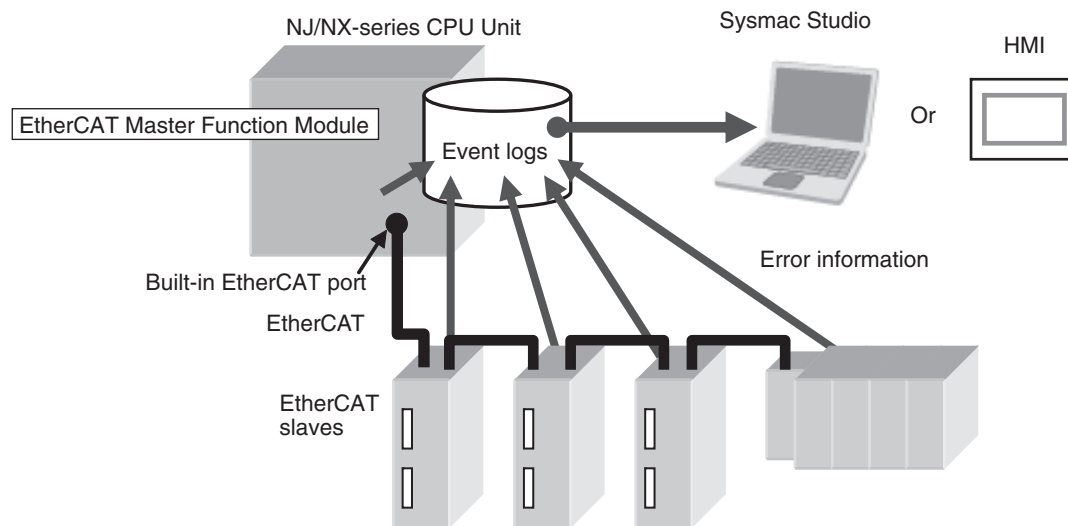 NJ/NX-series CPU Unit
Sysmac Studio
HMI
EtherCAT Master Function Module
Or
Event logs
Built-in EtherCAT port
Error information
EtherCAT
EtherCAT
slaves